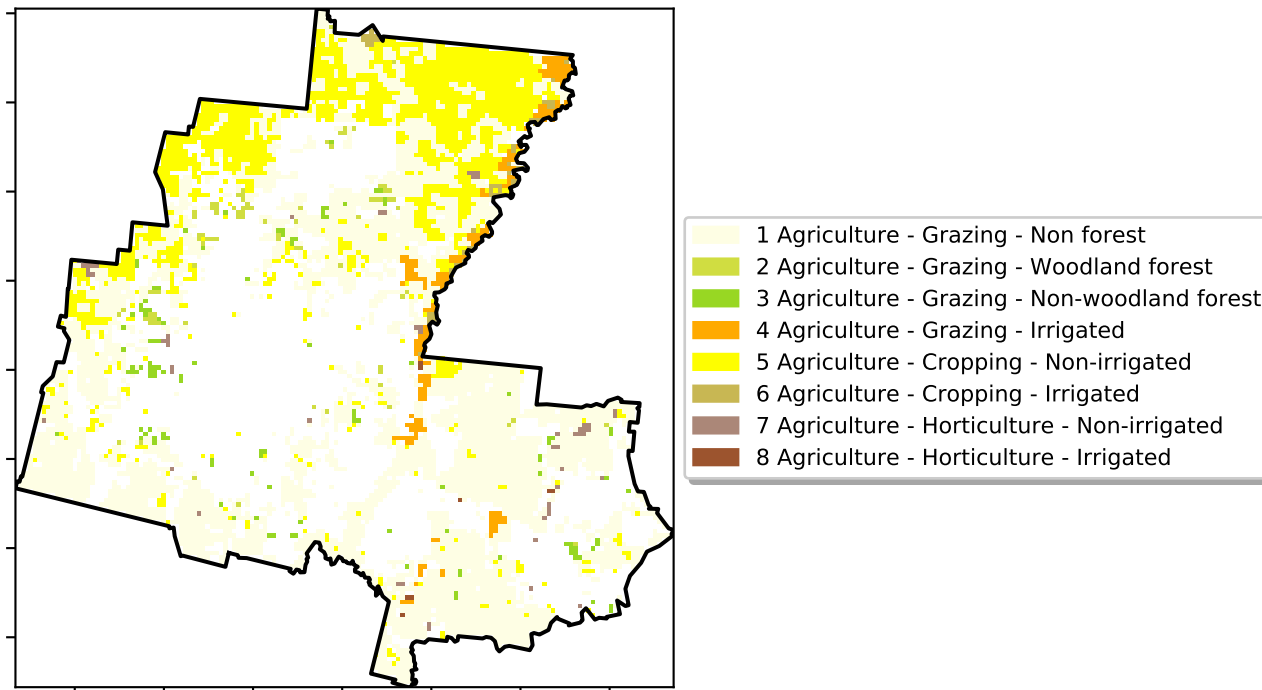 1 Agriculture - Grazing - Non forest
2 Agriculture - Grazing - Woodland forest
3 Agriculture - Grazing - Non-woodland forest
4 Agriculture - Grazing - Irrigated
5 Agriculture - Cropping - Non-irrigated
6 Agriculture - Cropping - Irrigated
7 Agriculture - Horticulture - Non-irrigated
8 Agriculture - Horticulture - Irrigated